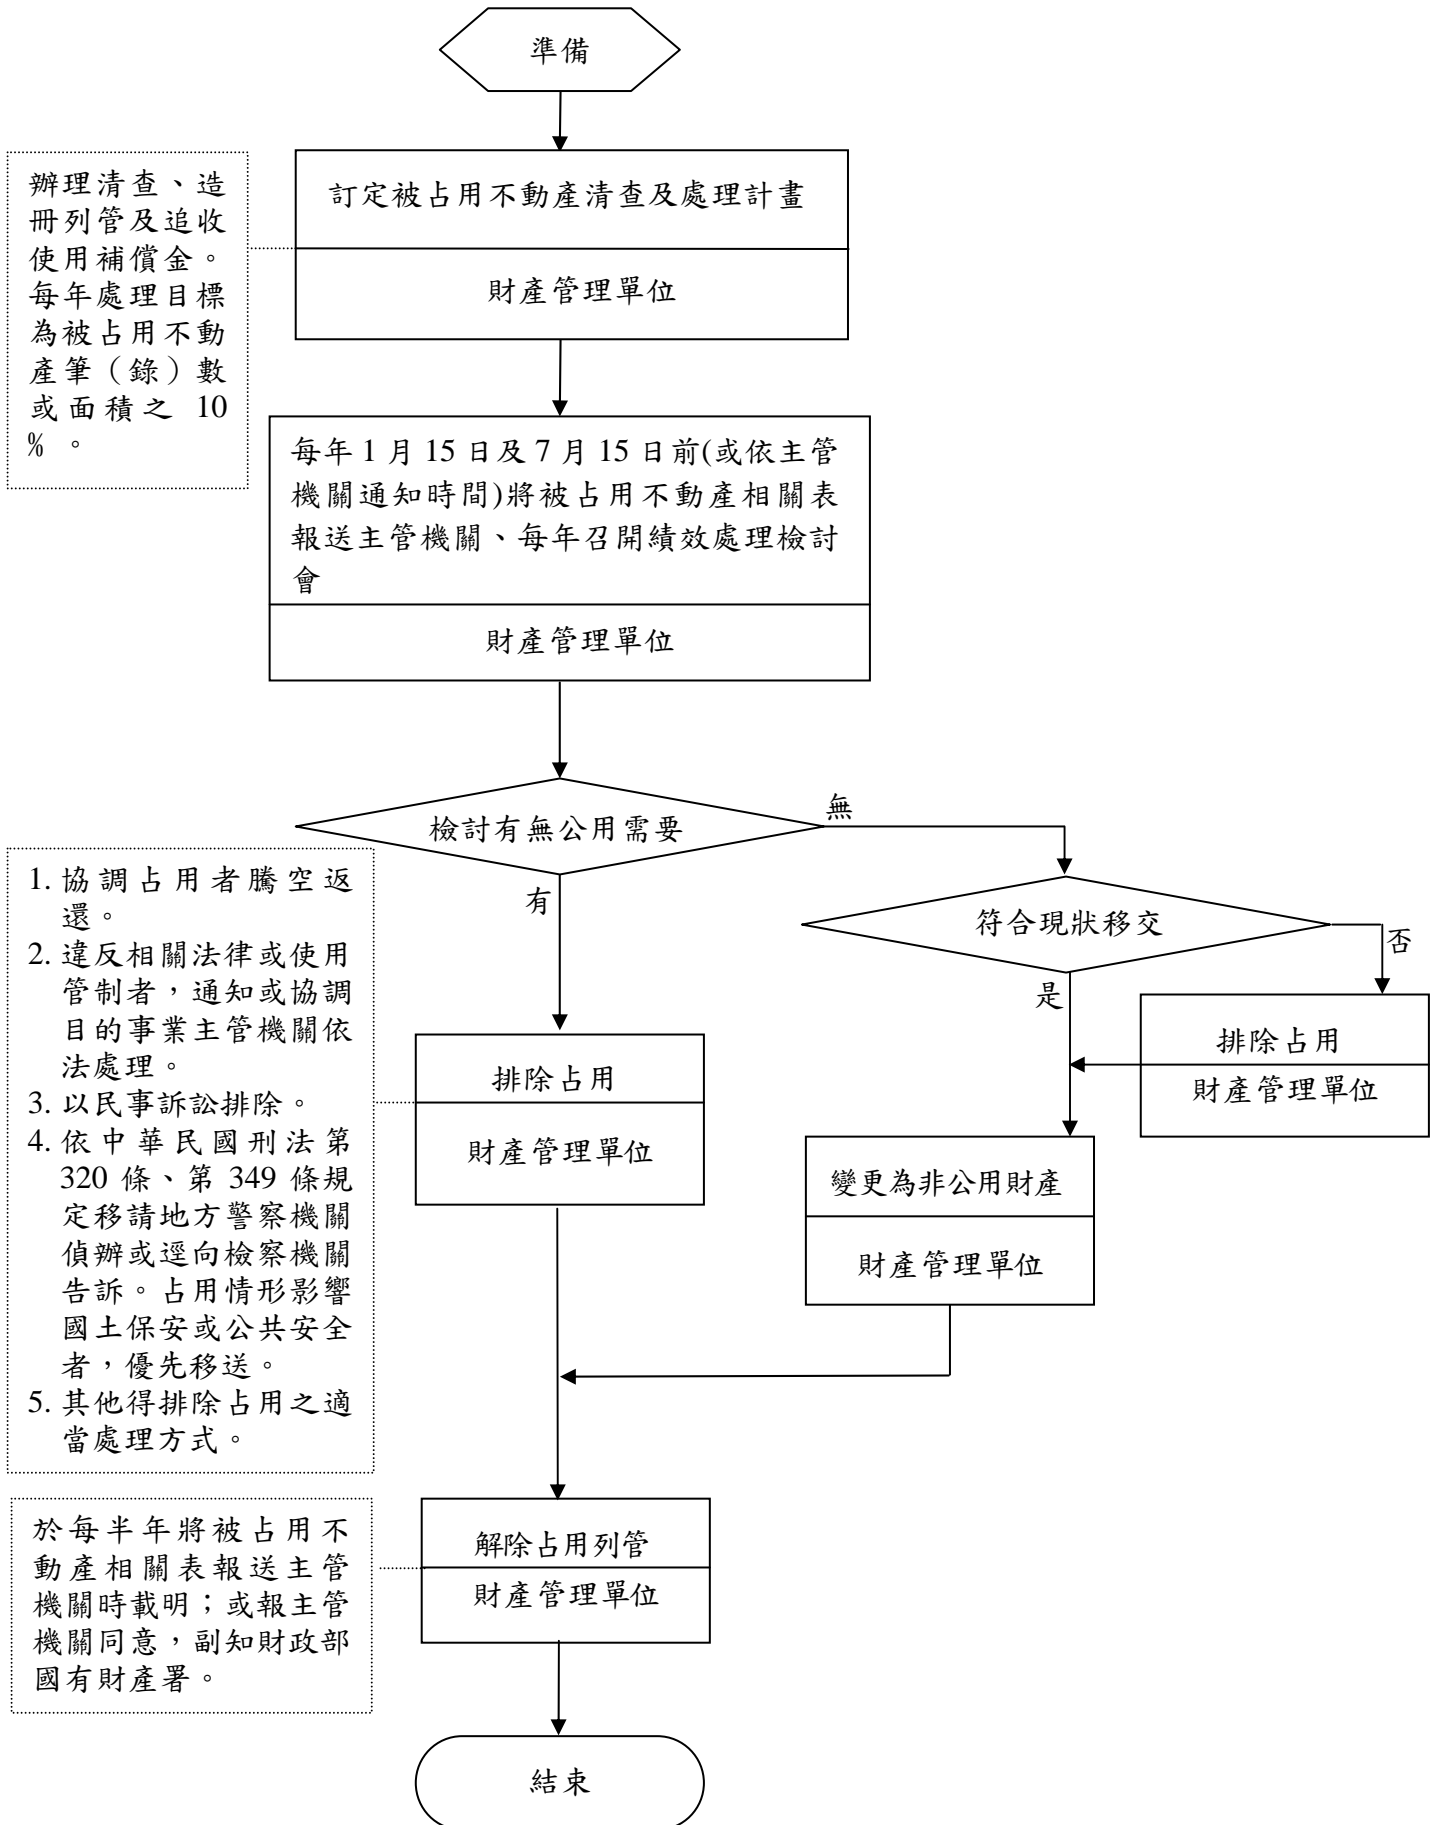 準備
訂定被占用不動產清查及處理計畫
財產管理單位
辦理清查、造
冊列管及追收
使用補償金。
每年處理目標
為被占用不動
產筆（錄）數
或面積之 10
% 。
每年 1 月 15 日及 7 月 15 日前(或依主管
機關通知時間)將被占用不動產相關表
報送主管機關、每年召開績效處理檢討
會
財產管理單位
檢討有無公用需要
無
有
符合現狀移交
否
是
排除占用
財產管理單位
1. 協調占用者騰空返
還。
2. 違反相關法律或使用
管制者，通知或協調
目的事業主管機關依
法處理。
3. 以民事訴訟排除。
4. 依中華民國刑法第
320 條、第 349 條規
定移請地方警察機關
偵辦或逕向檢察機關
告訴。占用情形影響
國土保安或公共安全
者，優先移送。
5. 其他得排除占用之適
當處理方式。
排除占用
財產管理單位
變更為非公用財產
財產管理單位
於每半年將被占用不
動產相關表報送主管
機關時載明；或報主管
機關同意，副知財政部
國有財產署。
解除占用列管
財產管理單位
結束